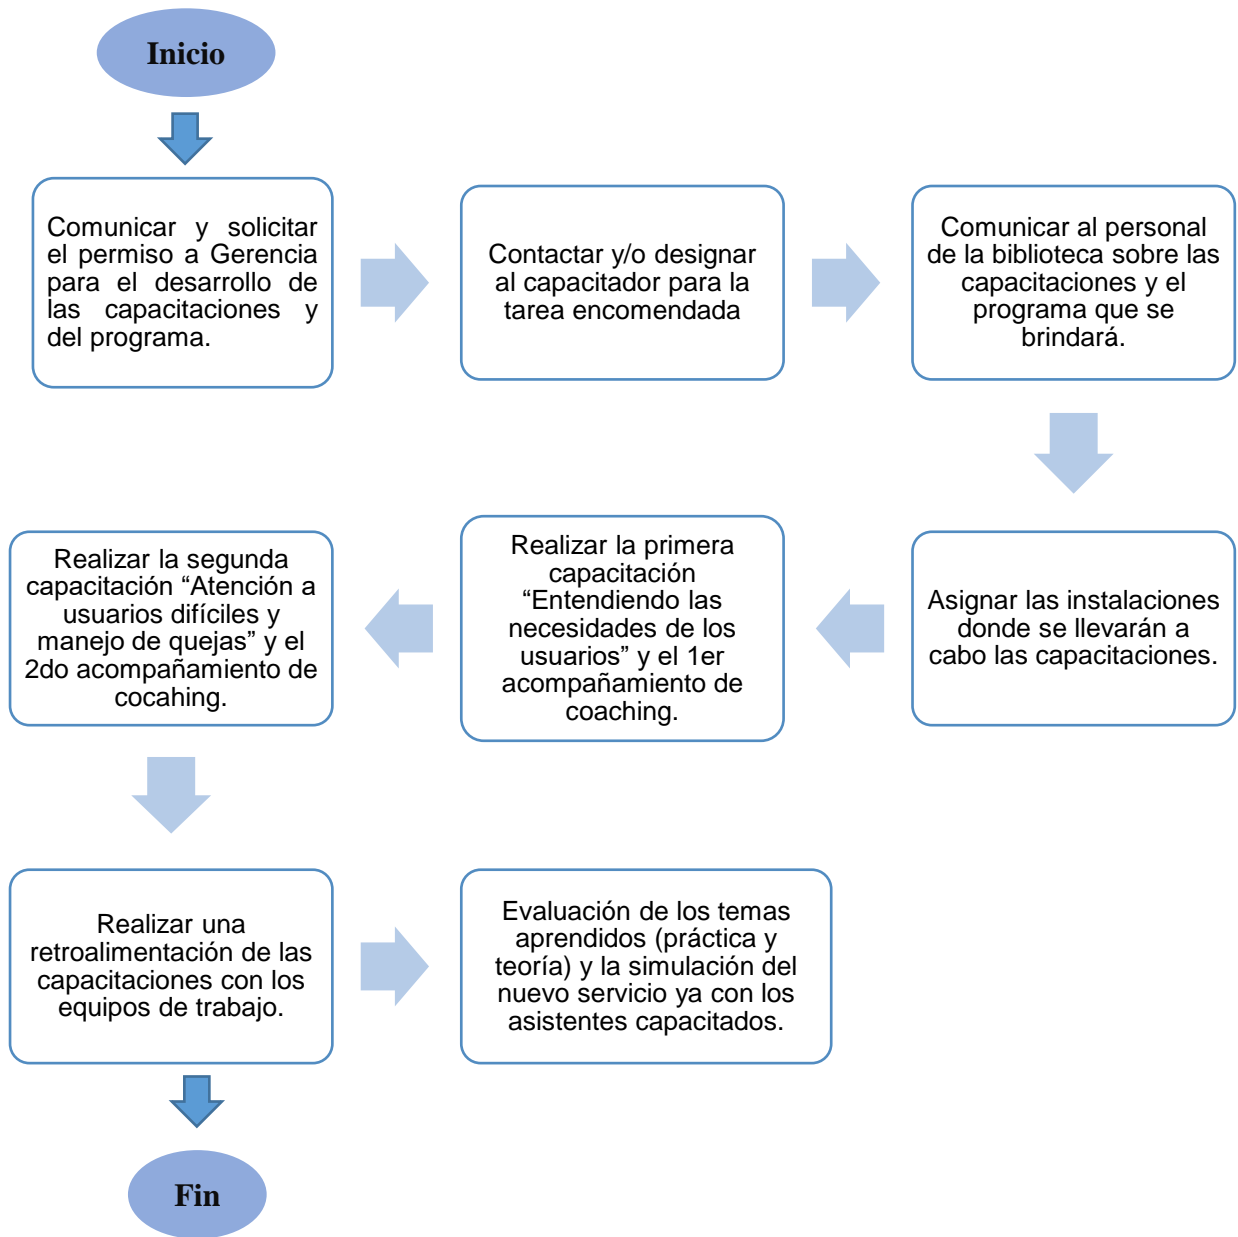 Inicio
Comunicar y solicitar
el permiso a Gerencia
para el desarrollo de
las capacitaciones y
del programa.
Contactar y/o designar
al capacitador para la
tarea encomendada
Comunicar al personal
de la biblioteca sobre las
capacitaciones y el
programa que se
brindará.
Asignar las instalaciones
donde se llevarán a
cabo las capacitaciones.
Realizar la primera
capacitación
“Entendiendo las
necesidades de los
usuarios” y el 1er
acompañamiento de
coaching.
Realizar la segunda
capacitación “Atención a
usuarios difíciles y
manejo de quejas” y el
2do acompañamiento de
cocahing.
Realizar una
retroalimentación de las
capacitaciones con los
equipos de trabajo.
Evaluación de los temas
aprendidos (práctica y
teoría) y la simulación del
nuevo servicio ya con los
asistentes capacitados.
Fin